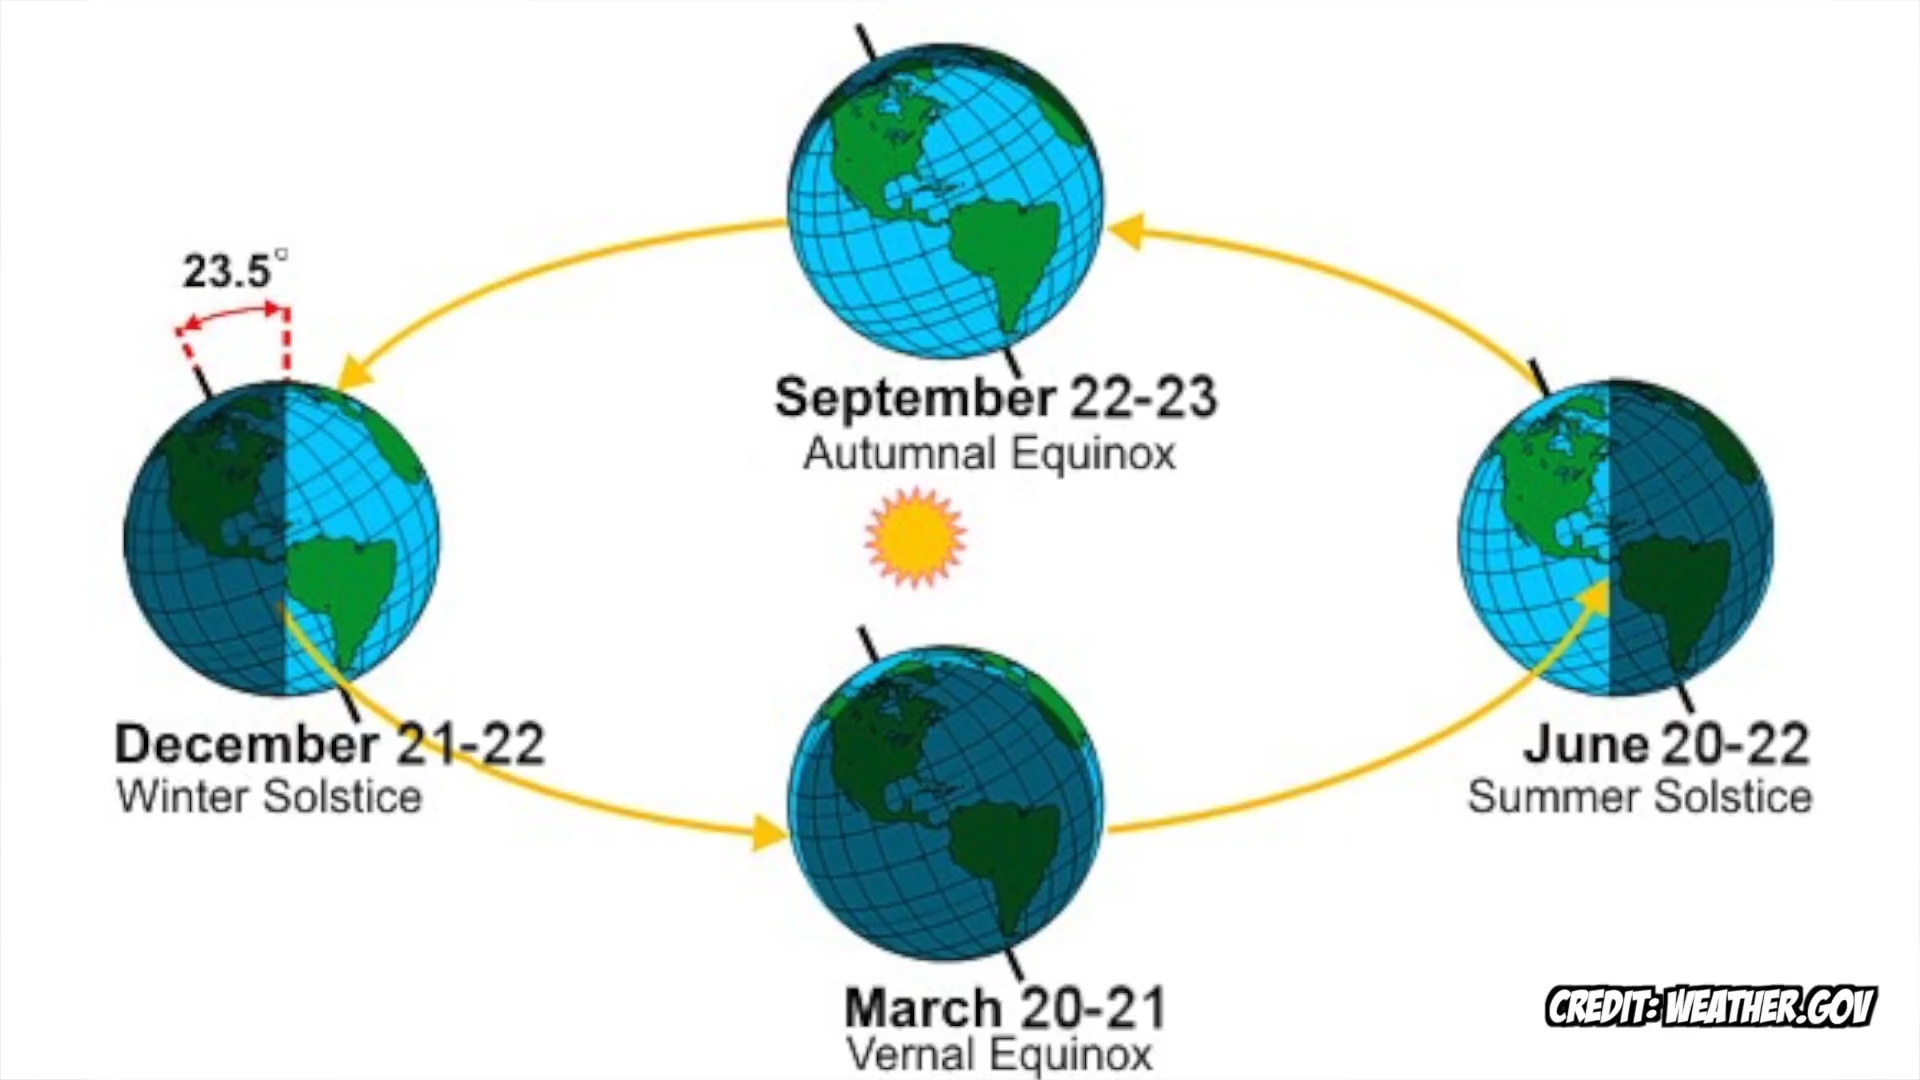 23.5°
September 22-23
Autumnal Equinox
December 21-22
Winter Solstice
June 20-22
Summer Solstice
March 20-21
Vernal Equinox
CREDIT: WEATHER.GOV